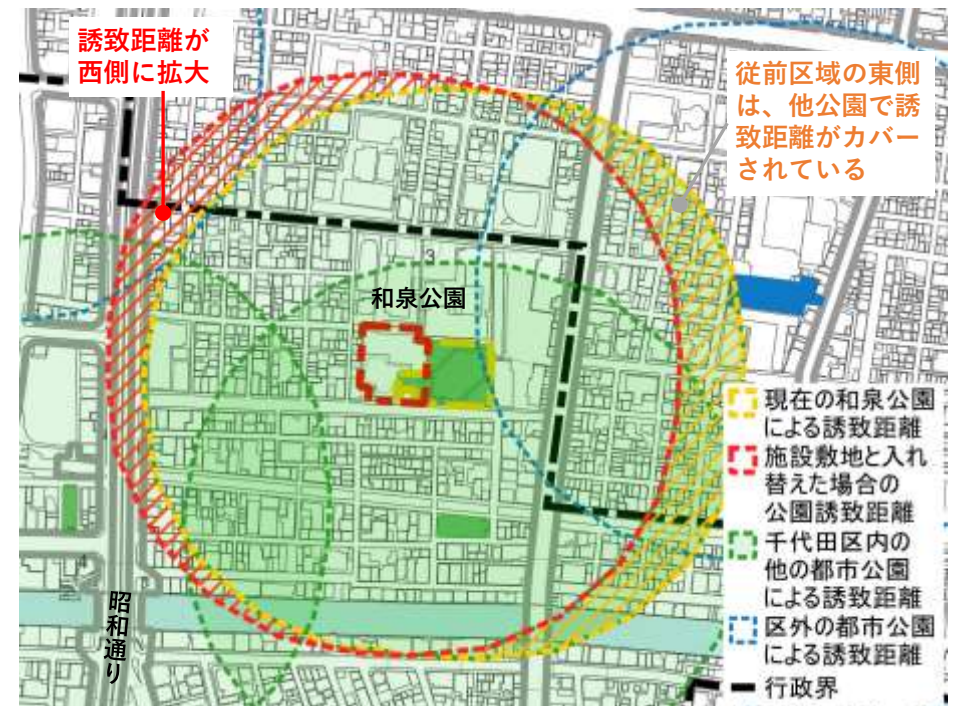 誘致距離が
西側に拡大
従前区域の東側
は、他公園で誘
致距離がカバー
されている
3
和泉公園
4
昭和通り
現在の和泉公園
による誘致距離
施設敷地と入れ
替えた場合の
公園誘致距離
千代田区内の
他の都市公園
による誘致距離
区外の都市公園
による誘致距離
行政界